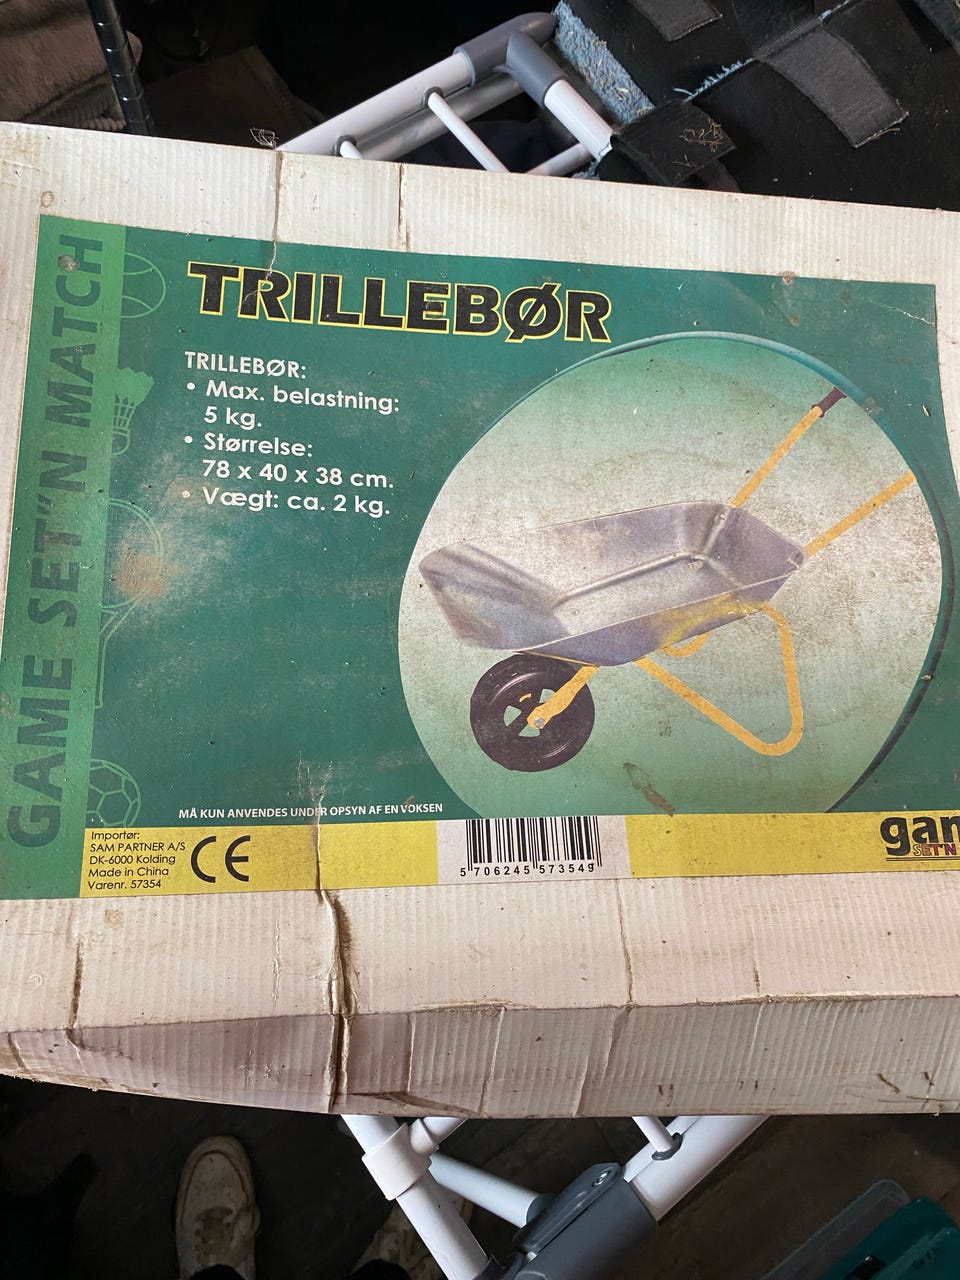 GAME SET'N MATCH
TRILLEBØR
TRILLEBØR:
• Max. belastning:
5 kg.
• Størrelse:
78 x 40 x 38 cm.
• Vægt: ca. 2 kg.
MÅ KUN ANVENDES UNDER OPSYN AF EN VOKSEN
Importør:
SAM PARTNER A/S
DK-6000 Kolding
Made in China
Varenr. 57354
CE
5 706245 573549
gam
SET'N